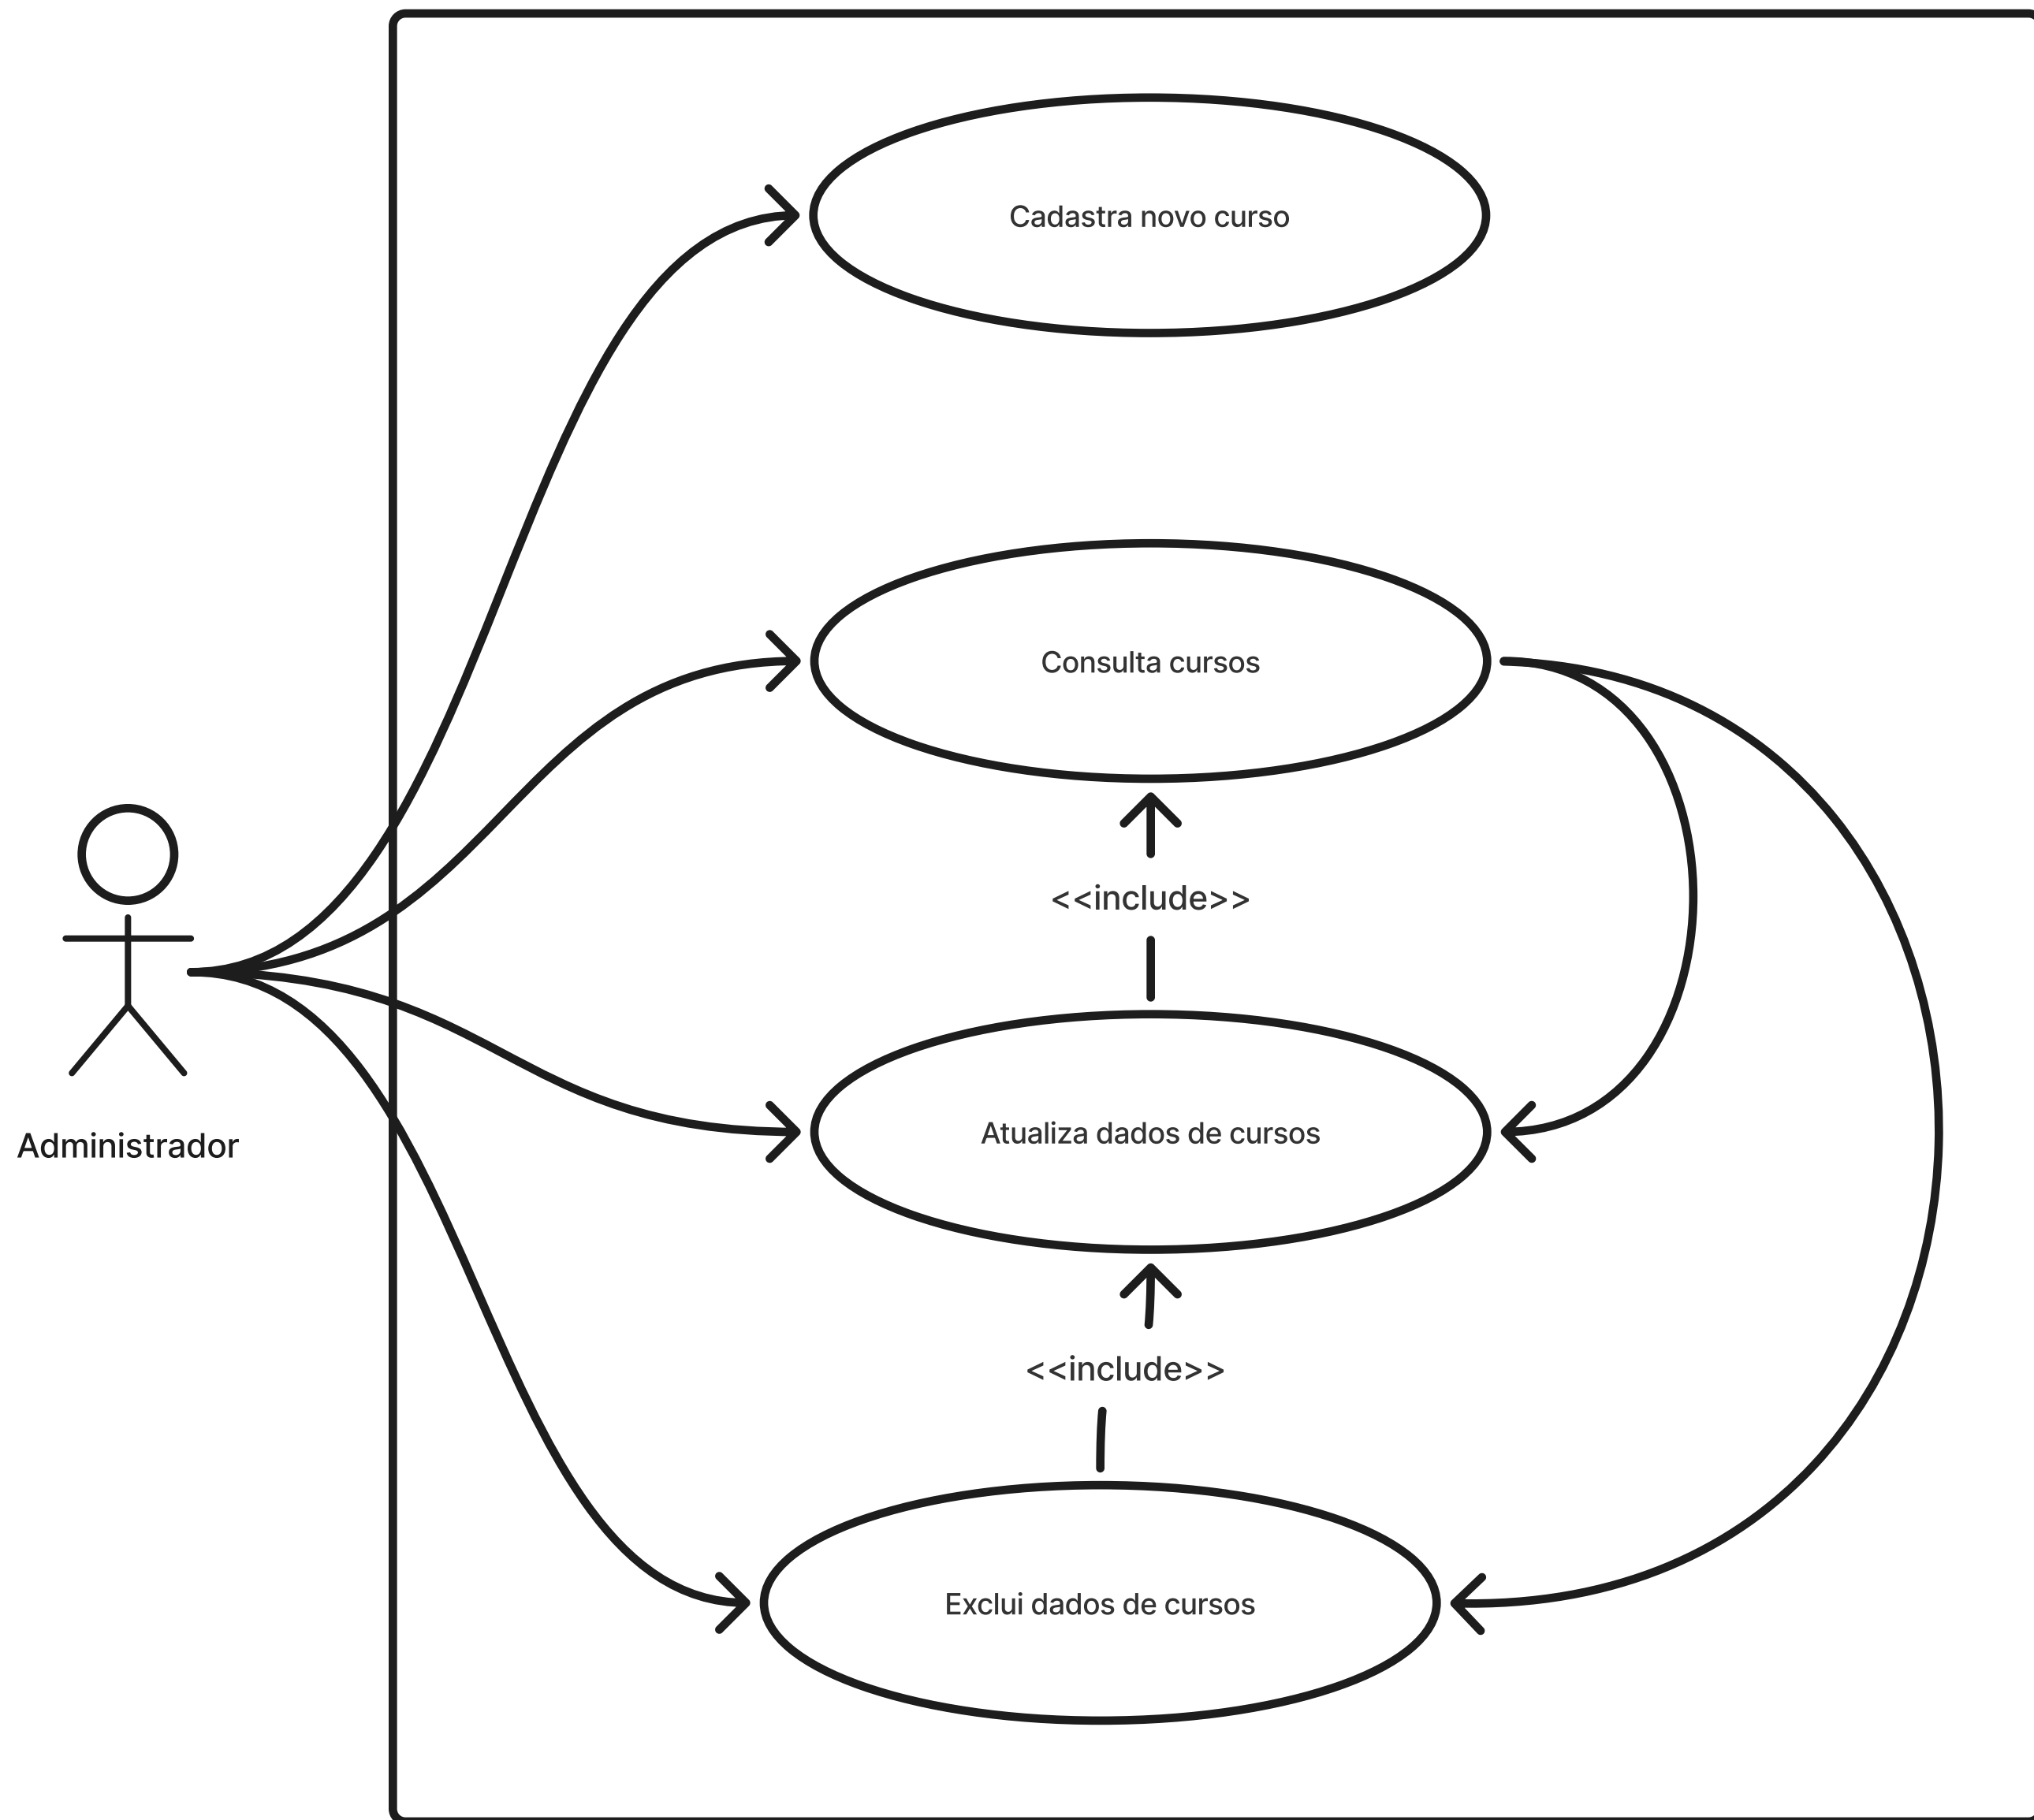 Cadastra novo curso
Consulta cursos
<<include>>
Atualiza dados de cursos
Administrador
<<include>>
Exclui dados de cursos